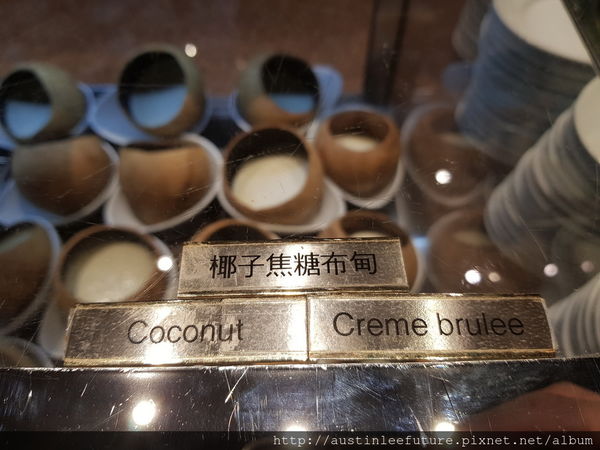 椰子焦糖布甸
Coconut Creme brulee
http://austinleefuture.pixnet.net/album